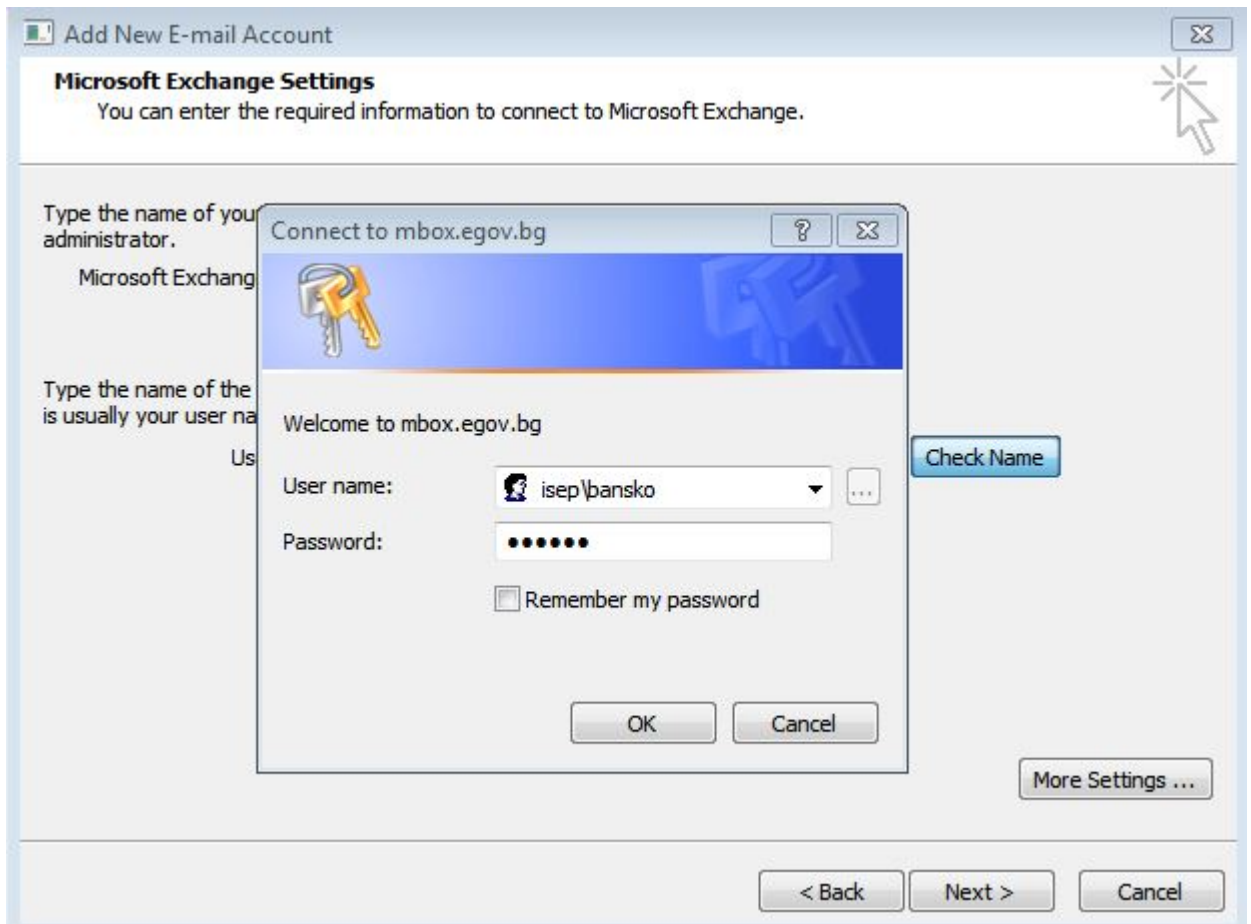 Add New E-mail Account
Microsoft Exchange Settings
You can enter the required information to connect to Microsoft Exchange.
Type the name of your
administrator.
Microsoft Exchang
Type the name of the
is usually your user na
Us
Check Name
Connect to mbox.egov.bg
Welcome to mbox.egov.bg
User name:
isep\bansko
...
Password:
••••••
Remember my password
OK
Cancel
More Settings ...
< Back
Next >
Cancel